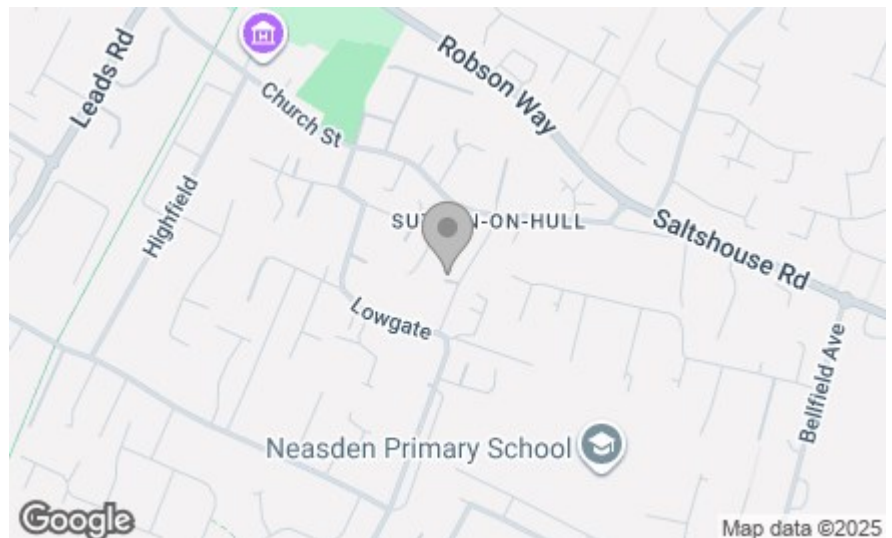 Leads Rd
Robson Way
Church St
Highfield
ON-HULL
Saltshouse Rd
Lowgate
Bellfield Ave
Neasden Primary School
Google
Map data ©2025